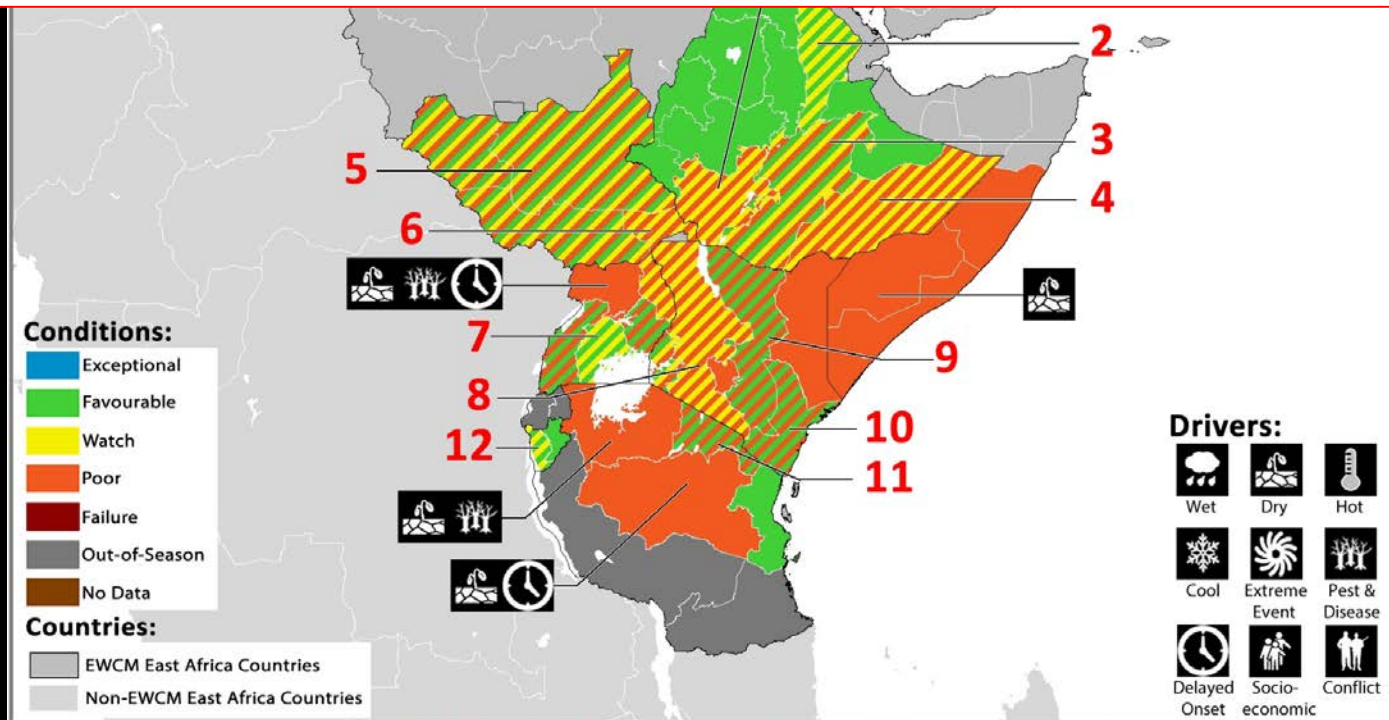 2
3
4
5
6
7
8
9
10
11
12
Conditions:
Exceptional
Favourable
Watch
Poor
Failure
Out-of-Season
No Data
Countries:
EWCM East Africa Countries
Non-EWCM East Africa Countries
Drivers:
Wet Dry Hot
Cool Extreme Event Pest & Disease
Delayed Onset Socio-economic Conflict